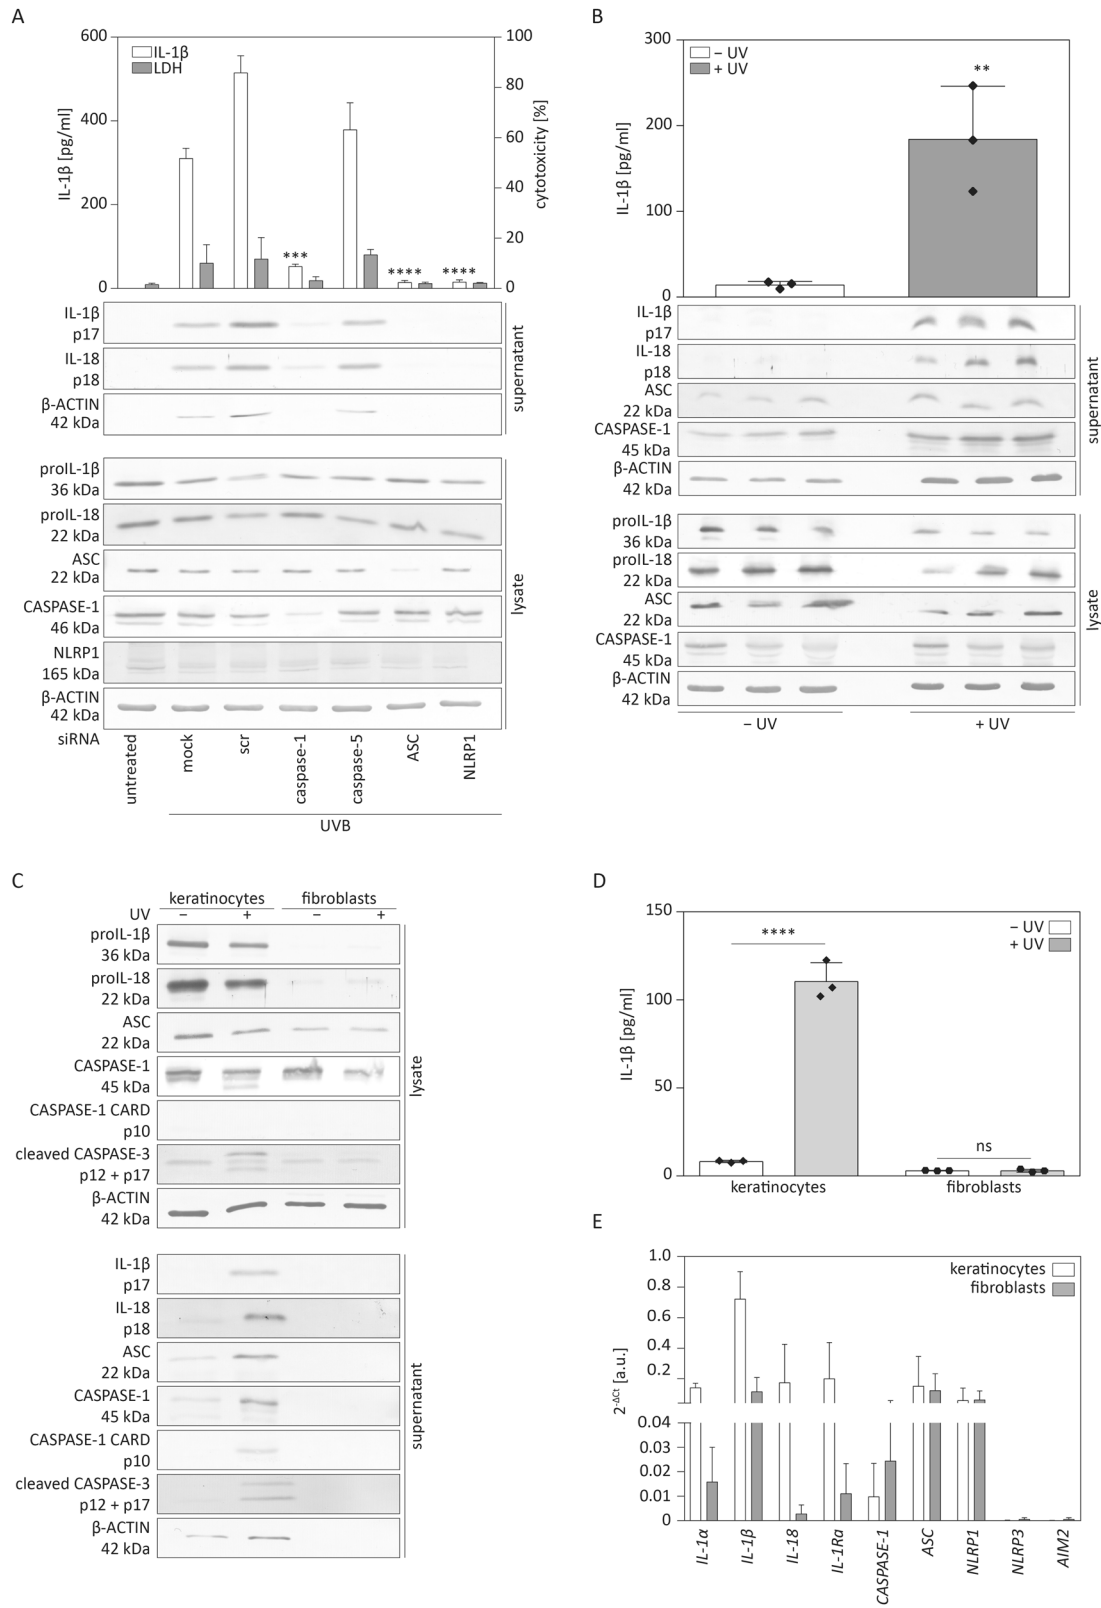 A
600
400
200
0
IL-1β [pg/ml]
IL-1β
LDH
100
80
60
40
20
0
cytotoxicity [%]
***
****
****
IL-1β
p17
IL-18
p18
β-ACTIN
42 kDa
supernatant
proIL-1β
36 kDa
proIL-18
22 kDa
ASC
22 kDa
CASPASE-1
46 kDa
NLRP1
165 kDa
β-ACTIN
42 kDa
lysate
siRNA
untreated
mock
scr
caspase-1
caspase-5
ASC
NLRP1
UVB
B
300
200
100
0
IL-1β [pg/ml]
– UV
+ UV
**
IL-1β
p17
IL-18
p18
ASC
22 kDa
CASPASE-1
45 kDa
β-ACTIN
42 kDa
supernatant
proIL-1β
36 kDa
proIL-18
22 kDa
ASC
22 kDa
CASPASE-1
45 kDa
β-ACTIN
42 kDa
lysate
– UV
+ UV
C
keratinocytes fibroblasts
UV – + – +
proIL-1β
36 kDa
proIL-18
22 kDa
ASC
22 kDa
CASPASE-1
45 kDa
CASPASE-1 CARD
p10
cleaved CASPASE-3
p12 + p17
β-ACTIN
42 kDa
lysate
IL-1β
p17
IL-18
p18
ASC
22 kDa
CASPASE-1
45 kDa
CASPASE-1 CARD
p10
cleaved CASPASE-3
p12 + p17
β-ACTIN
42 kDa
supernatant
D
150
100
50
0
IL-1β [pg/ml]
– UV
+ UV
****
ns
keratinocytes
fibroblasts
E
1.0
0.8
0.6
0.4
0.2
0.04
0.03
0.02
0.01
0
2-ΔCt [a.u.]
keratinocytes
fibroblasts
IL-1α
IL-1β
IL-18
IL-1Ra
CASPASE-1
ASC
NLRP1
NLRP3
AIM2